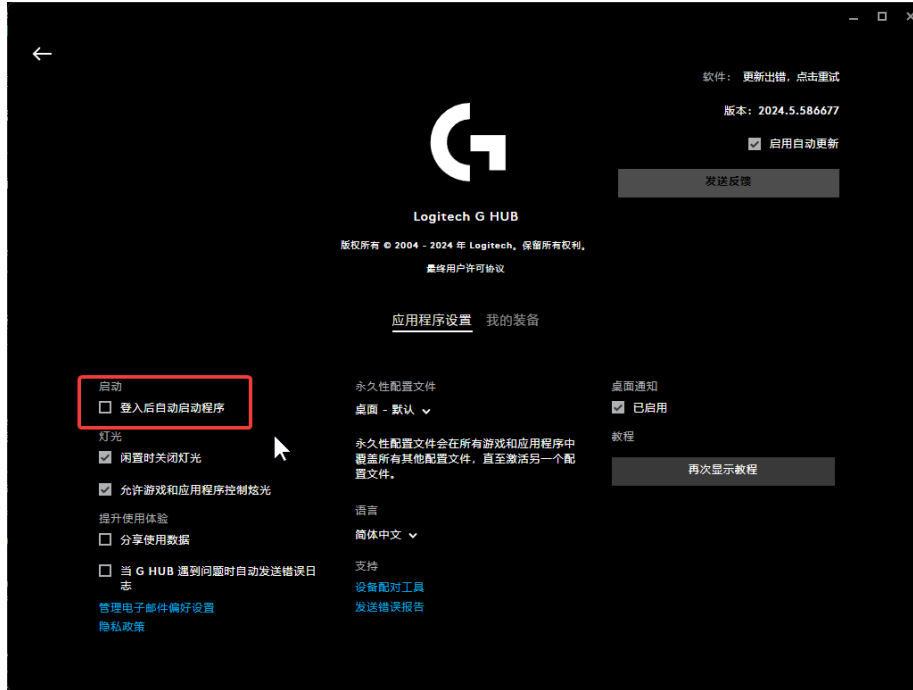 软件： 更新出错，点击重试
版本：2024.5.586677
启用自动更新
发送反馈
Logitech G HUB
版权所有 © 2004 - 2024 年 Logitech。保留所有权利。
最终用户许可协议
应用程序设置 我的装备
启动
登入后自动启动程序
灯光
闲置时关闭灯光
允许游戏和应用程序控制炫光
提升使用体验
分享使用数据
当 G HUB 遇到问题时自动发送错误日
志
管理电子邮件偏好设置
隐私政策
永久性配置文件
桌面 - 默认
永久性配置文件会在所有游戏和应用程序中
覆盖所有其他配置文件，直至激活另一个配
置文件。
语言
简体中文
支持
设备配对工具
发送错误报告
桌面通知
已启用
教程
再次显示教程